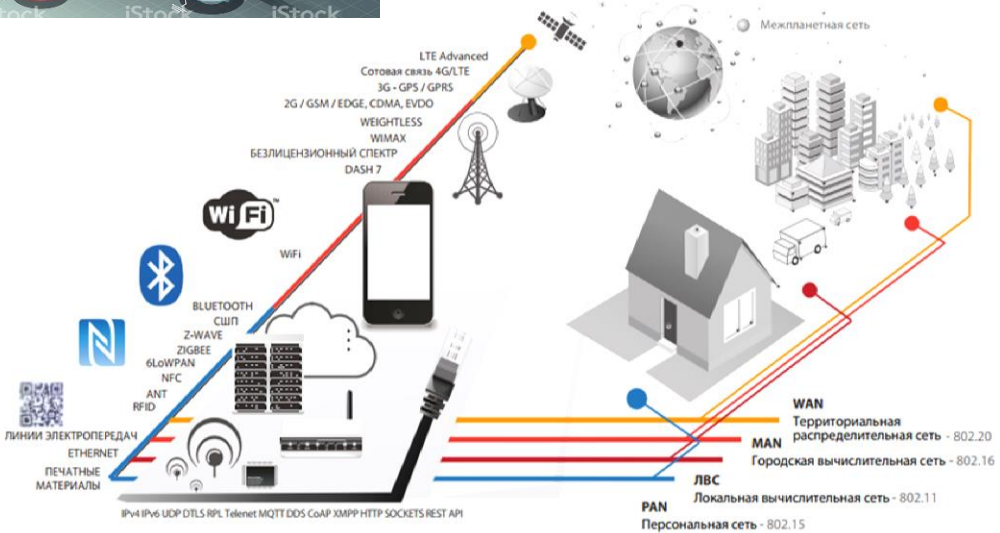 iStock
iStock
Межпланетная сеть
LTE Advanced
Сотовая связь 4G/LTE
3G - GPS / GPRS
2G / GSM / EDGE, CDMA, EVDO
WEIGHTLESS
WIMAX
БЕЗЛИЦЕНЗИОННЫЙ СПЕКТР
DASH 7
WiFi™
WiFi
BLUETOOTH
СШП
Z-WAVE
ZIGBEE
6LoWPAN
NFC
ANT
RFID
ЛИНИИ ЭЛЕКТОПЕРЕДАЧ
ETHERNET
ПЕЧАТНЫЕ
МАТЕРИАЛЫ
IPv4 IPv6 UDP DTLS RPL Telenet MQTT DDS CoAP XMPP HTTP SOCKETS REST API
WAN
Территориальная
распределительная сеть - 802.20
MAN
Городская вычислительная сеть - 802.16
ЛВС
Локальная вычислительная сеть - 802.11
PAN
Персональная сеть - 802.15